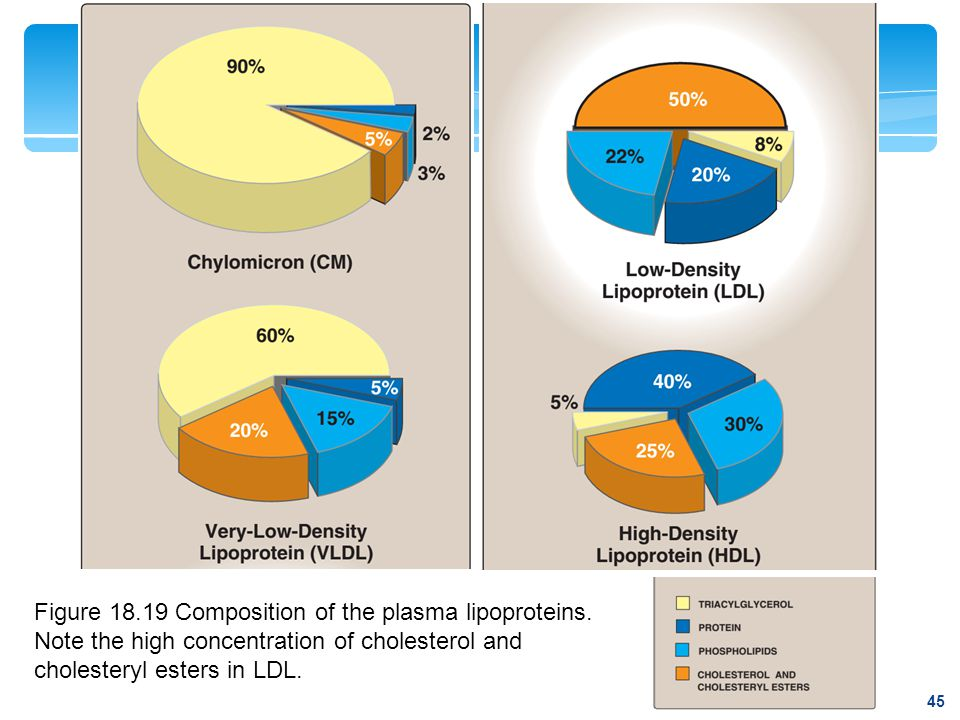 90%
2%
5%
3%
Chylomicron (CM)
60%
5%
15%
20%
Very-Low-Density
Lipoprotein (VLDL)
50%
8%
22%
20%
Low-Density
Lipoprotein (LDL)
40%
5%
30%
25%
High-Density
Lipoprotein (HDL)
Figure 18.19 Composition of the plasma lipoproteins.
Note the high concentration of cholesterol and
cholesteryl esters in LDL.
TRIACYLGLYCEROL
PROTEIN
PHOSPHOLIPIDS
CHOLESTEROL AND
CHOLESTERYL ESTERS
45